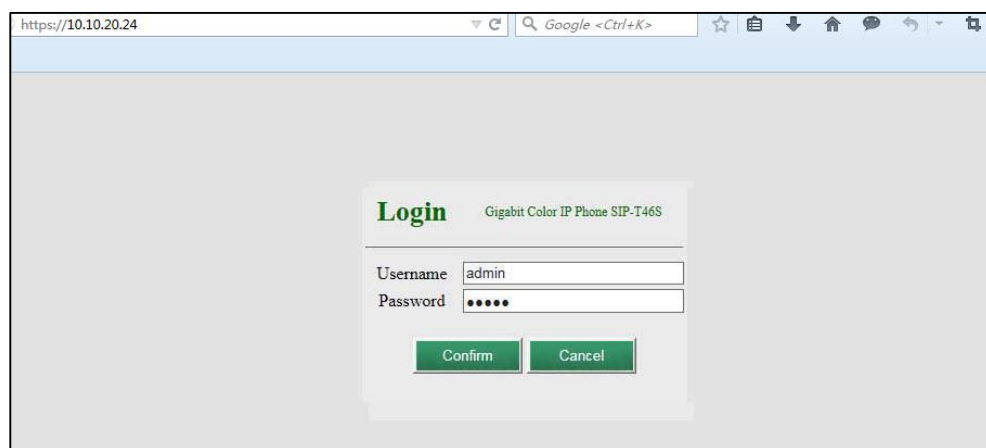 https://10.10.20.24 Google <Ctrl+K>
Login Gigabit Color IP Phone SIP-T46S
Username admin
Password •••••
Confirm Cancel